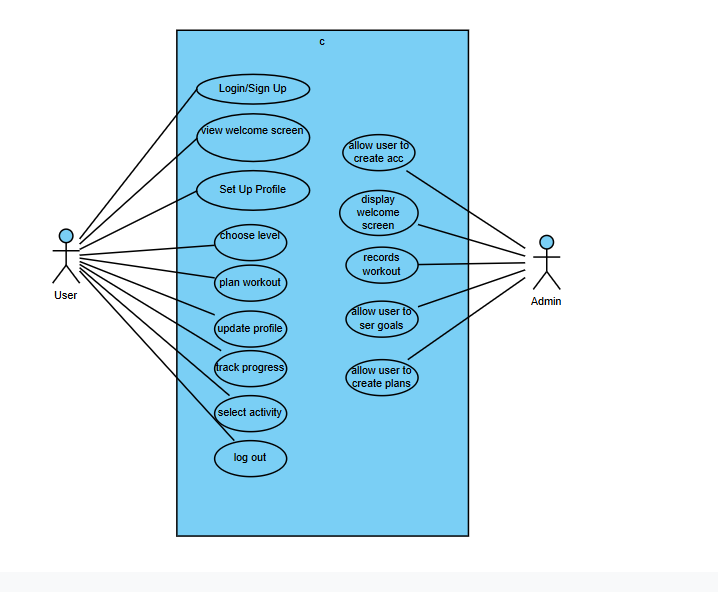 c
Login/Sign Up
view welcome screen
Set Up Profile
choose level
plan workout
update profile
track progress
select activity
log out
allow user to
create acc
display
welcome
screen
records
workout
allow user to
ser goals
allow user to
create plans
User
Admin